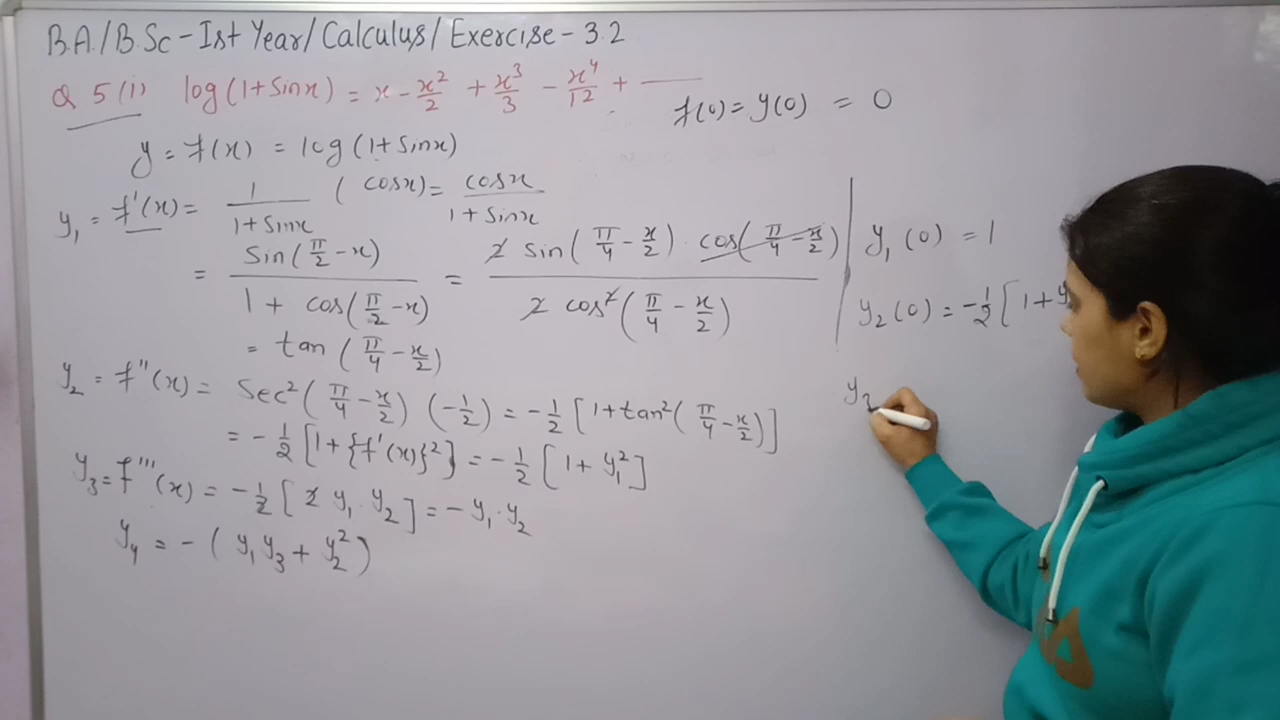 B.A./B.Sc - Ist Year/Calculus/Exercise - 3.2
Q 5(i) log(1+Sinx) = x - x²/2 + x³/3 - x⁴/12 + ——
f(0) = y(0) = 0
y = f(x) = log(1+Sinx)
y₁ = f'(x) = 1/(1+Sinx) (cosx) = cosx/(1+Sinx)
= Sin(π/2 - x)/(1 + cos(π/2 - x)) = 2 sin(π/4 - x/2) · cos(π/4 - x/2)/(2 cos²(π/4 - x/2))
= tan(π/4 - x/2)
y₂ = f''(x) = Sec²(π/4 - x/2) (-1/2) = -1/2 [1 + tan²(π/4 - x/2)]
= -1/2 [1 + {f'(x)}²] = -1/2 [1 + y₁²]
y₃ = f'''(x) = -1/2 [2 y₁ · y₂] = -y₁ · y₂
y₄ = -(y₁y₃ + y₂²)
y₁(0) = 1
y₂(0) = -1/2 [1 + y
y